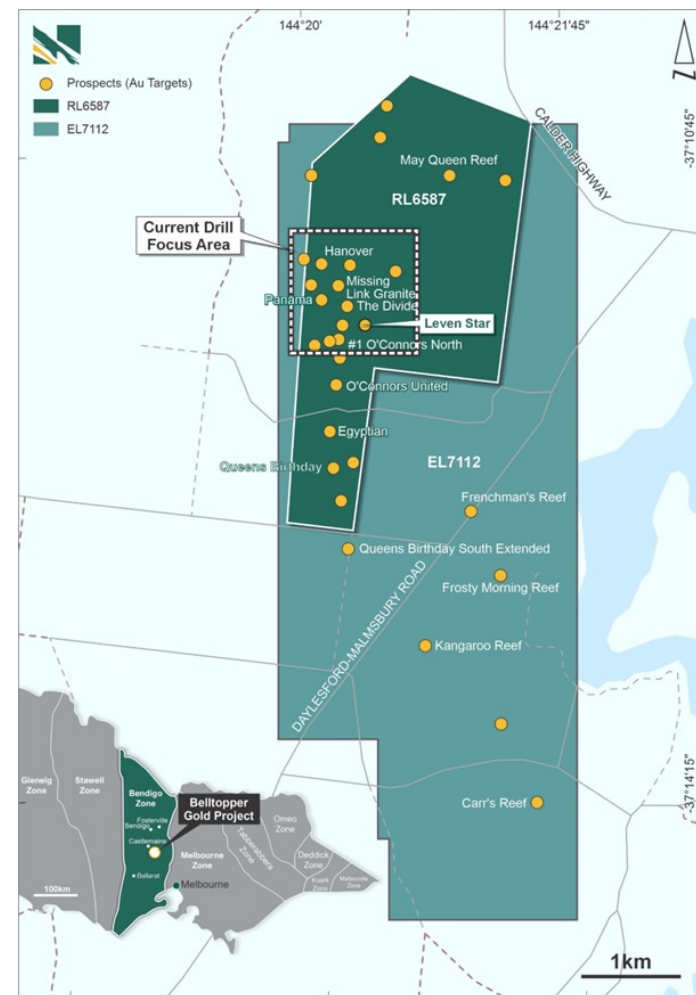 144°20'
144°21'45"
Prospects (Au Targets)
RL6587
EL7112
Z
-37°10'45"
CALDER HIGHWAY
May Queen Reef
RL6587
Current Drill
Focus Area
Hanover
Missing
Link Granite
Panama
The Divide
Leven Star
#1 O'Connors North
O'Connors United
Egyptian
EL7112
Queens Birthday
Frenchman's Reef
Queens Birthday South Extended
Frosty Morning Reef
DAYLESFORD-MALMSBURY ROAD
Kangaroo Reef
-37°14'15"
Carr's Reef
Glenelg
Zone
Stawell
Zone
Bendigo
Zone
Fosterville
Bendigo
Castlemaine
Ballarat
Belltopper
Gold Project
Melbourne
Zone
Melbourne
Tabberabbera
Zone
Omeo
Zone
Deddick
Zone
Kuark
Zone
Mallacoota
Zone
100km
1km